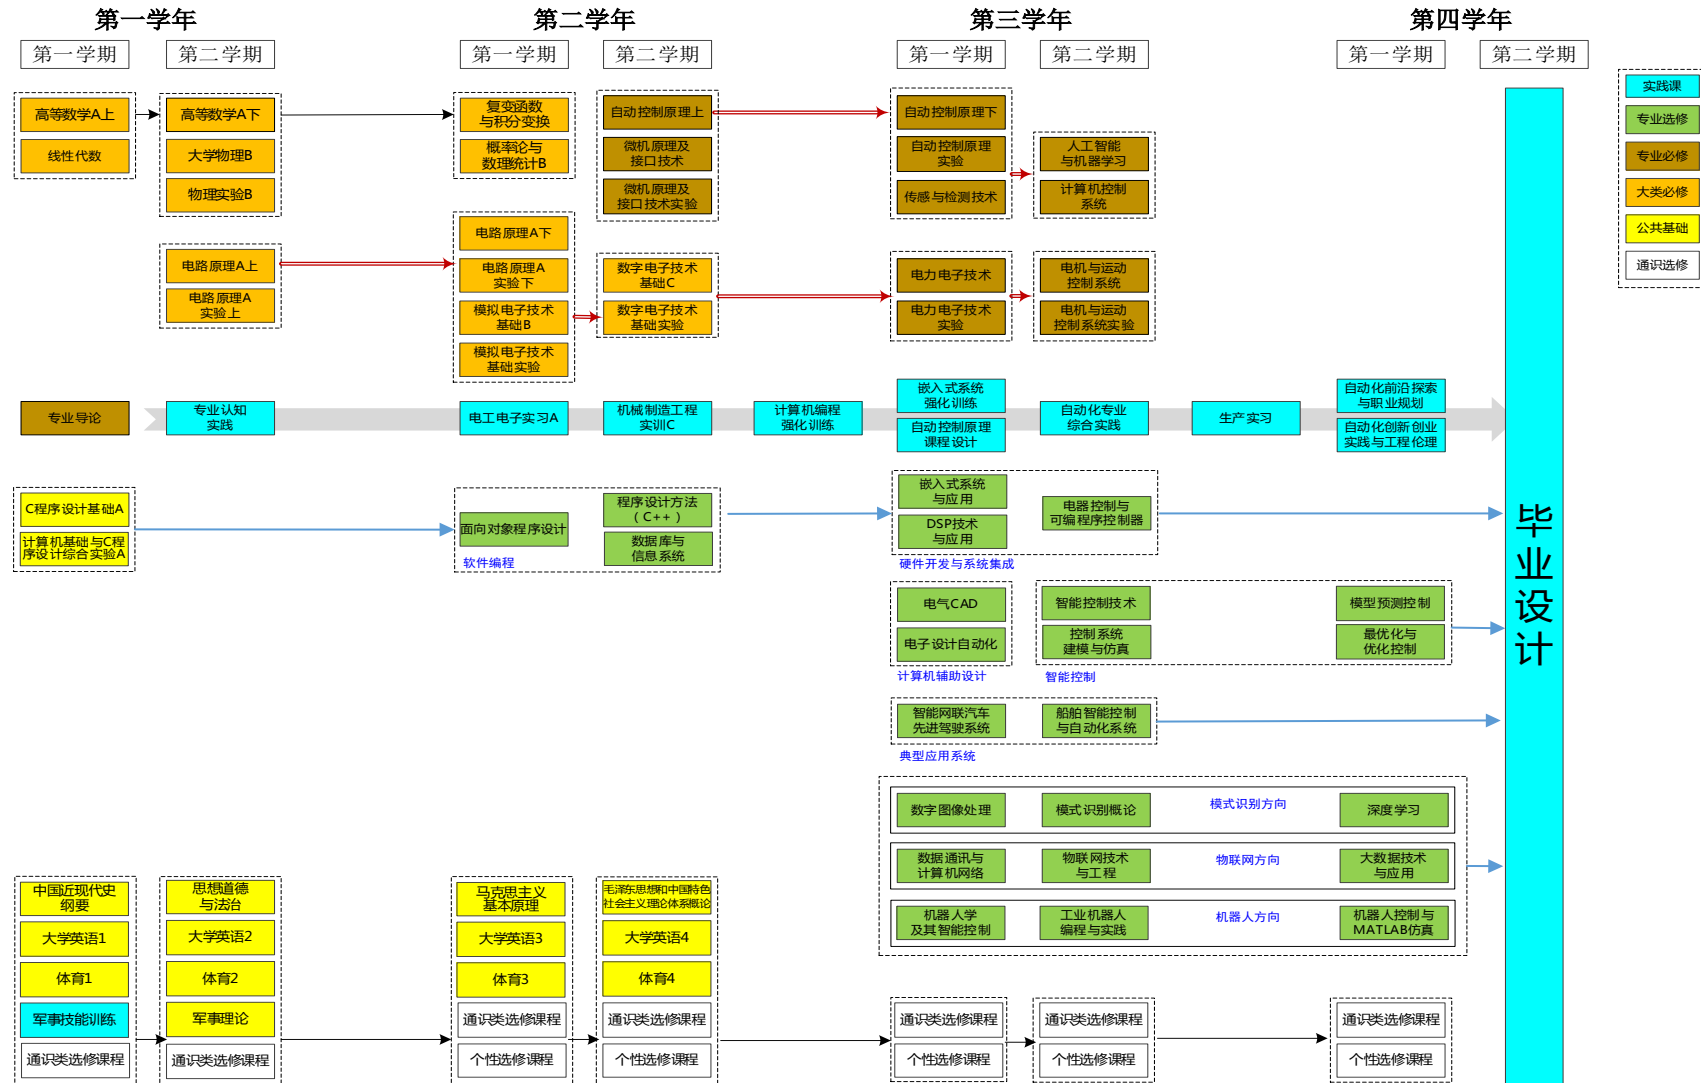 第一学年
第二学年
第三学年
第四学年
第一学期
第二学期
第一学期
第二学期
第一学期
第二学期
第一学期
第二学期
实践课
专业选修
专业必修
大类必修
公共基础
通识选修
高等数学A上
线性代数
高等数学A下
大学物理B
物理实验B
复变函数
与积分变换
概率论与
数理统计B
自动控制原理上
微机原理及
接口技术
微机原理及
接口技术实验
自动控制原理下
自动控制原理
实验
传感与检测技术
人工智能
与机器学习
计算机控制
系统
电路原理A上
电路原理A
实验上
电路原理A下
电路原理A
实验下
模拟电子技术
基础B
模拟电子技术
基础实验
数字电子技术
基础C
数字电子技术
基础实验
电力电子技术
电力电子技术
实验
电机与运动
控制系统
电机与运动
控制系统实验
专业导论
专业认知
实践
电工电子实习A
机械制造工程
实训C
计算机编程
强化训练
嵌入式系统
强化训练
自动控制原理
课程设计
自动化专业
综合实践
生产实习
自动化前沿探索
与职业规划
自动化创新创业
实践与工程伦理
毕业设计
C程序设计基础A
计算机基础与C程
序设计综合实验A
面向对象程序设计
程序设计方法
（C++）
数据库与
信息系统
软件编程
嵌入式系统
与应用
DSP技术
与应用
电器控制与
可编程序控制器
硬件开发与系统集成
电气CAD
电子设计自动化
计算机辅助设计
智能控制技术
控制系统
建模与仿真
模型预测控制
最优化与
优化控制
智能控制
智能网联汽车
先进驾驶系统
船舶智能控制
与自动化系统
典型应用系统
数字图像处理
模式识别概论
模式识别方向
深度学习
数据通讯与
计算机网络
物联网技术
与工程
物联网方向
大数据技术
与应用
机器人学
及其智能控制
工业机器人
编程与实践
机器人方向
机器人控制与
MATLAB仿真
中国近现代史
纲要
大学英语1
体育1
军事技能训练
通识类选修课程
思想道德
与法治
大学英语2
体育2
军事理论
通识类选修课程
马克思主义
基本原理
大学英语3
体育3
通识类选修课程
个性选修课程
毛泽东思想和中国特色
社会主义理论体系概论
大学英语4
体育4
通识类选修课程
个性选修课程
通识类选修课程
个性选修课程
通识类选修课程
个性选修课程
通识类选修课程
个性选修课程